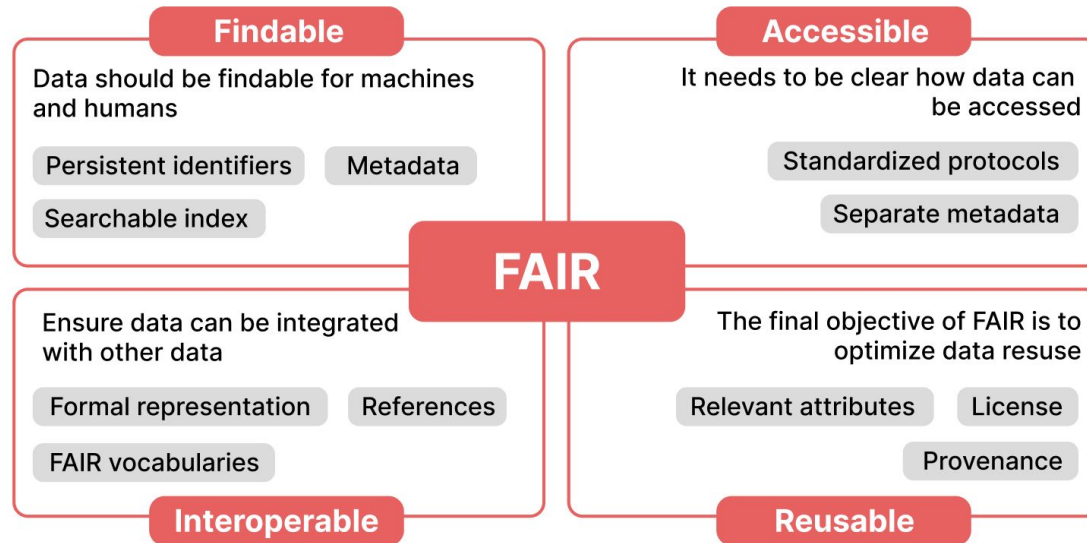 Findable
Data should be findable for machines
and humans
Persistent identifiers
Metadata
Searchable index
Accessible
It needs to be clear how data can
be accessed
Standardized protocols
Separate metadata
FAIR
Ensure data can be integrated
with other data
Formal representation
References
FAIR vocabularies
Interoperable
The final objective of FAIR is to
optimize data resuse
Relevant attributes
License
Provenance
Reusable